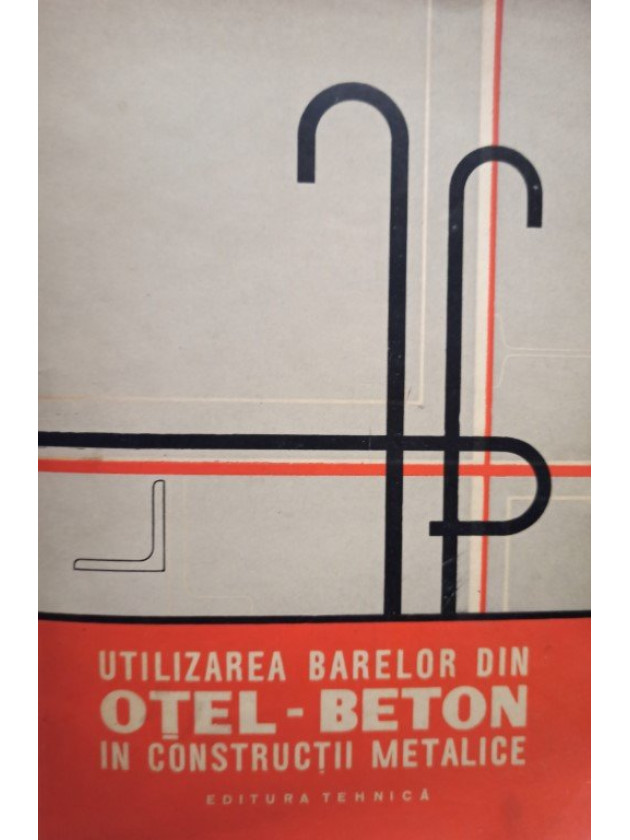 UTILIZAREA BARELOR DIN
OȚEL - BETON
IN CONSTRUCȚII METALICE
EDITURA TEHNICĂ